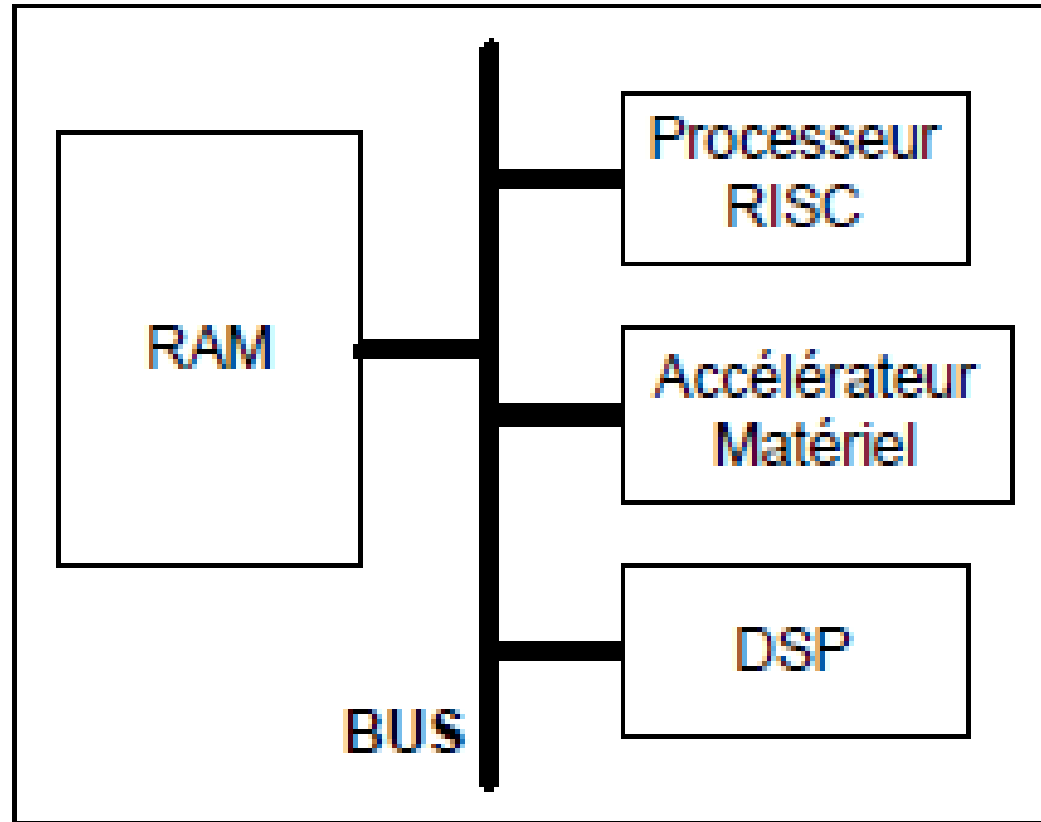 RAM
Processeur
RISC
Accélérateur
Matériel
DSP
BUS